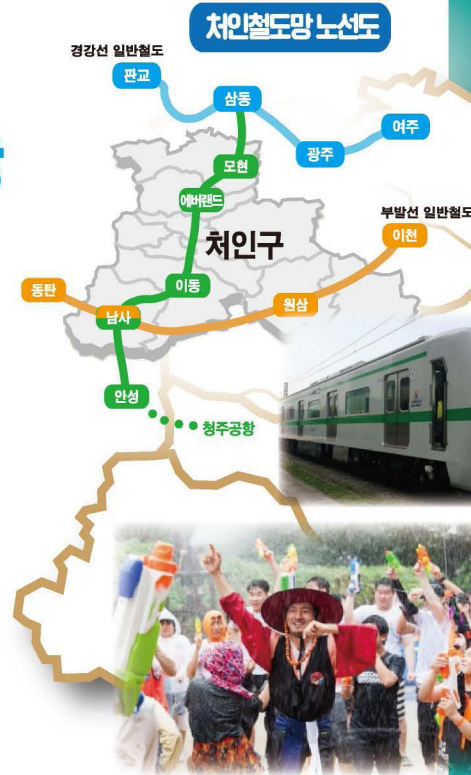 처인철도망 노선도
경강선 일반철도
판교
삼동
여주
광주
모현
에버랜드
부발선 일반철도
처인구
이천
이동
동탄
원삼
남사
안성
청주공항